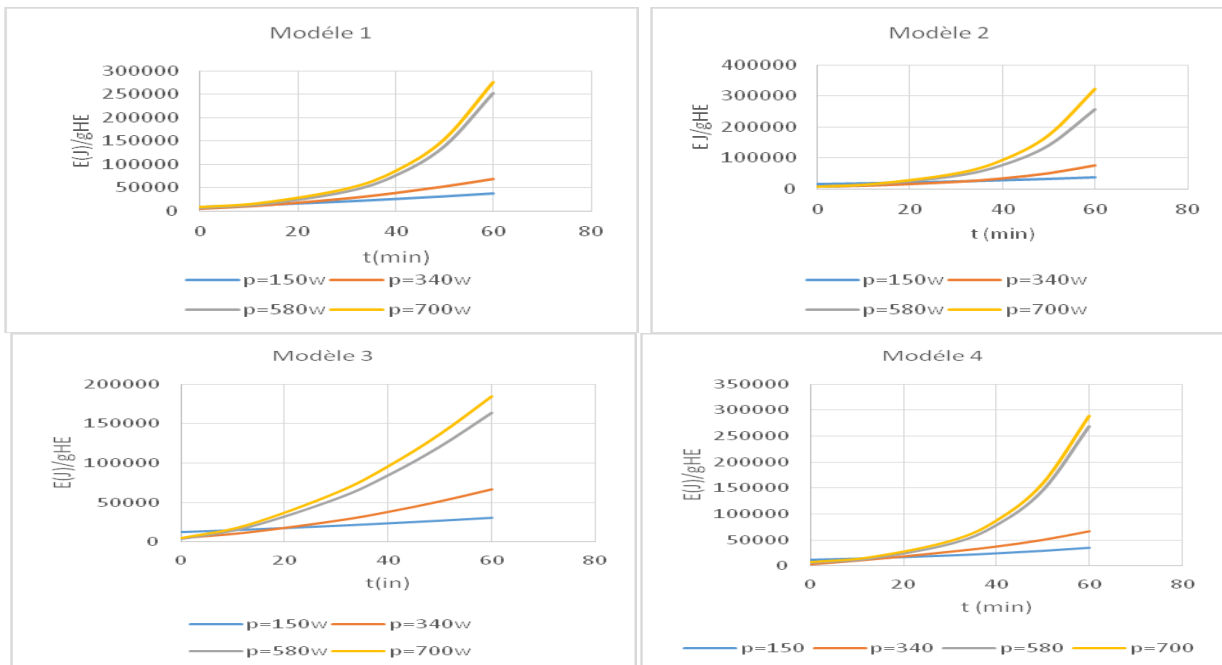 Modéle 1
E(J)/gHE
300000
250000
200000
150000
100000
50000
0
0 20 40 60 80
t(min)
p=150w p=340w
p=580w p=700w
Modèle 2
E J/gHE
400000
300000
200000
100000
0
0 20 40 60 80
t (min)
p=150w p=340w
p=580w p=700w
Modèle 3
E(J)/gHE
200000
150000
100000
50000
0
0 20 40 60 80
t(in)
p=150w p=340w
p=580w p=700w
Modéle 4
E(J)/gHE
350000
300000
250000
200000
150000
100000
50000
0
0 20 40 60 80
t (min)
p=150 p=340 p=580 p=700